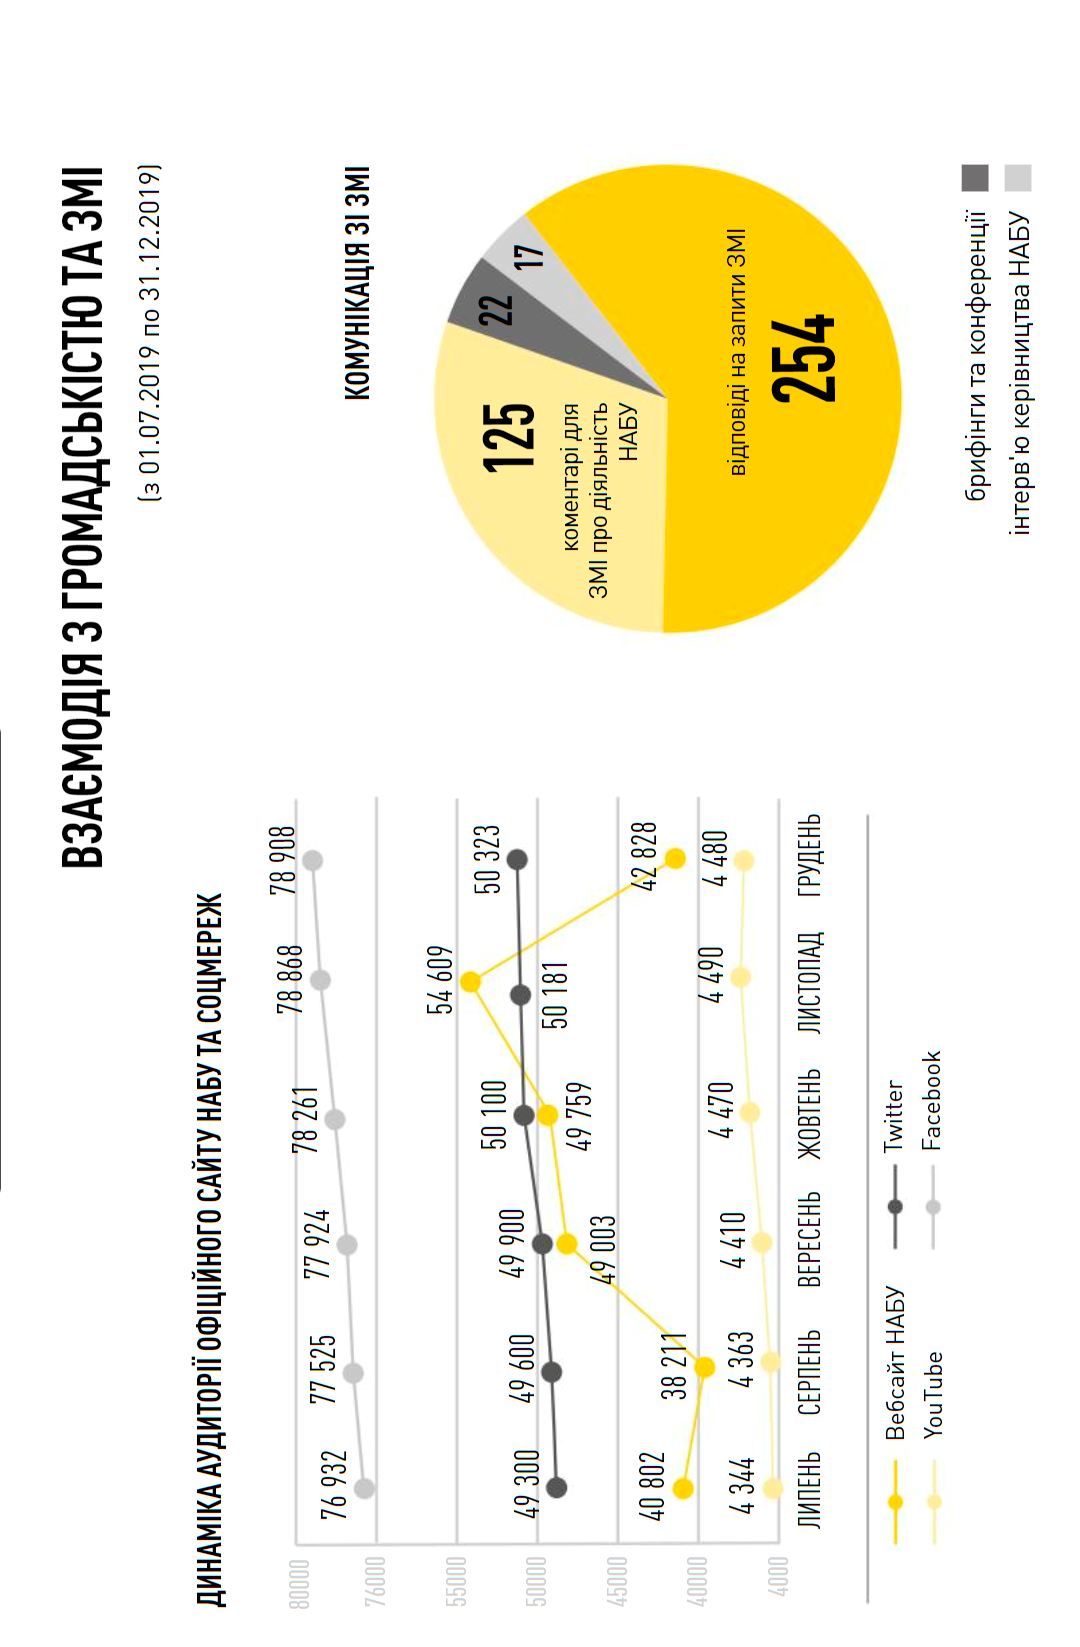 ВЗАЄМОДІЯ З ГРОМАДСЬКІСТЮ ТА ЗМІ
(з 01.07.2019 по 31.12.2019)
ДИНАМІКА АУДИТОРІЇ ОФІЦІЙНОГО САЙТУ НАБУ ТА СОЦМЕРЕЖ
80000
76000
55000
50000
45000
40000
4000
76 932
77 525
77 924
78 261
78 868
78 908
49 300
49 600
49 900
50 100
50 181
50 323
40 802
38 211
49 003
49 759
54 609
42 828
4 344
4 363
4 410
4 470
4 490
4 480
ЛИПЕНЬ
СЕРПЕНЬ
ВЕРЕСЕНЬ
ЖОВТЕНЬ
ЛИСТОПАД
ГРУДЕНЬ
Вебсайт НАБУ
Twitter
YouTube
Facebook
КОМУНІКАЦІЯ ЗІ ЗМІ
125
коментарі для
ЗМІ про діяльність
НАБУ
22
17
відповіді на запити ЗМІ
254
брифінги та конференції
інтерв'ю керівництва НАБУ